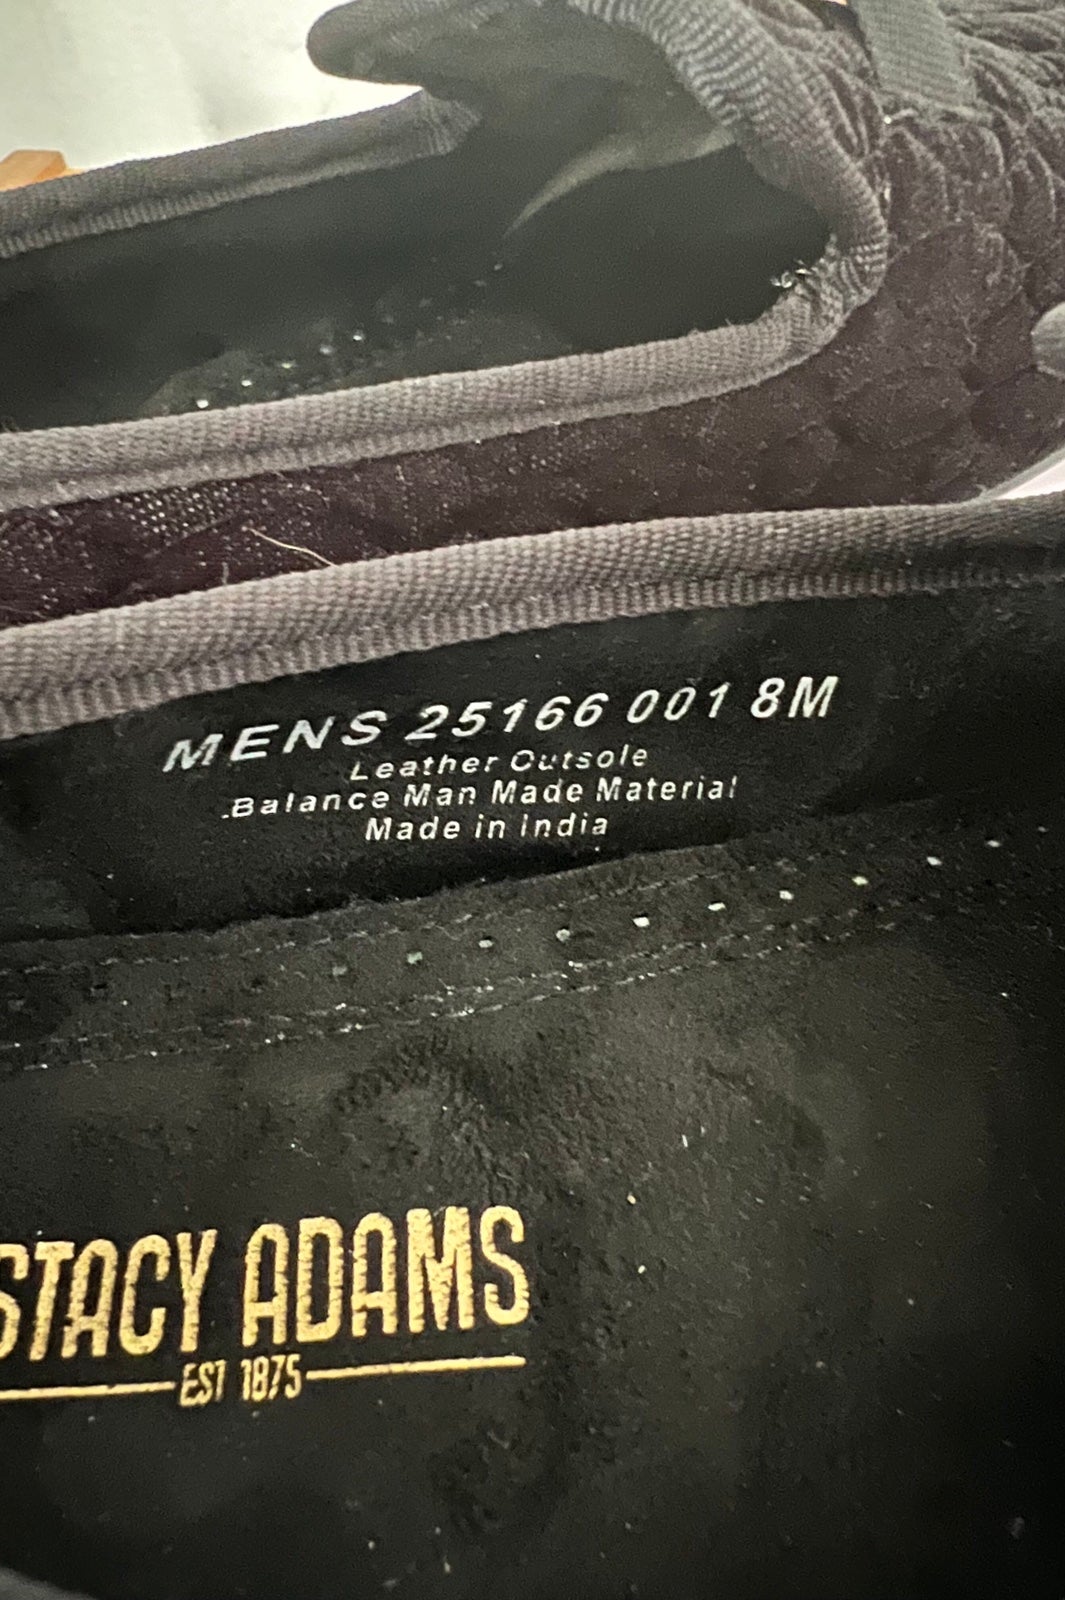 MENS 25166 001 8M
Leather Outsole
.Balance Man Made Material
Made in India
STACY ADAMS
EST 1875